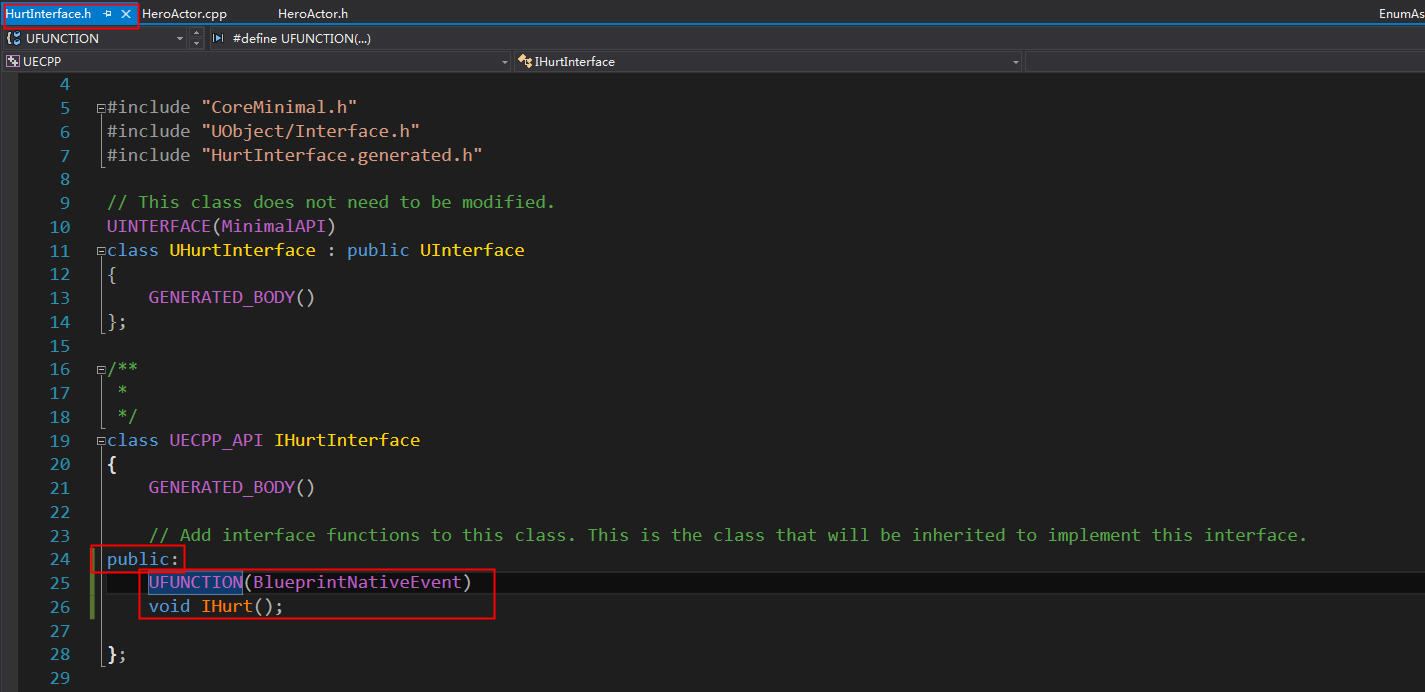 HurtInterface.h HeroActor.cpp HeroActor.h EnumAs
UFUNCTION #define UFUNCTION(...)
UECPP IHurtInterface
4
5 #include "CoreMinimal.h"
6 #include "UObject/Interface.h"
7 #include "HurtInterface.generated.h"
8
9 // This class does not need to be modified.
10 UINTERFACE(MinimalAPI)
11 class UHurtInterface : public UInterface
12 {
13 GENERATED_BODY()
14 };
15
16 /**
17 *
18 */
19 class UECPP_API IHurtInterface
20 {
21 GENERATED_BODY()
22
23 // Add interface functions to this class. This is the class that will be inherited to implement this interface.
24 public:
25 UFUNCTION(BlueprintNativeEvent)
26 void IHurt();
27
28 };
29